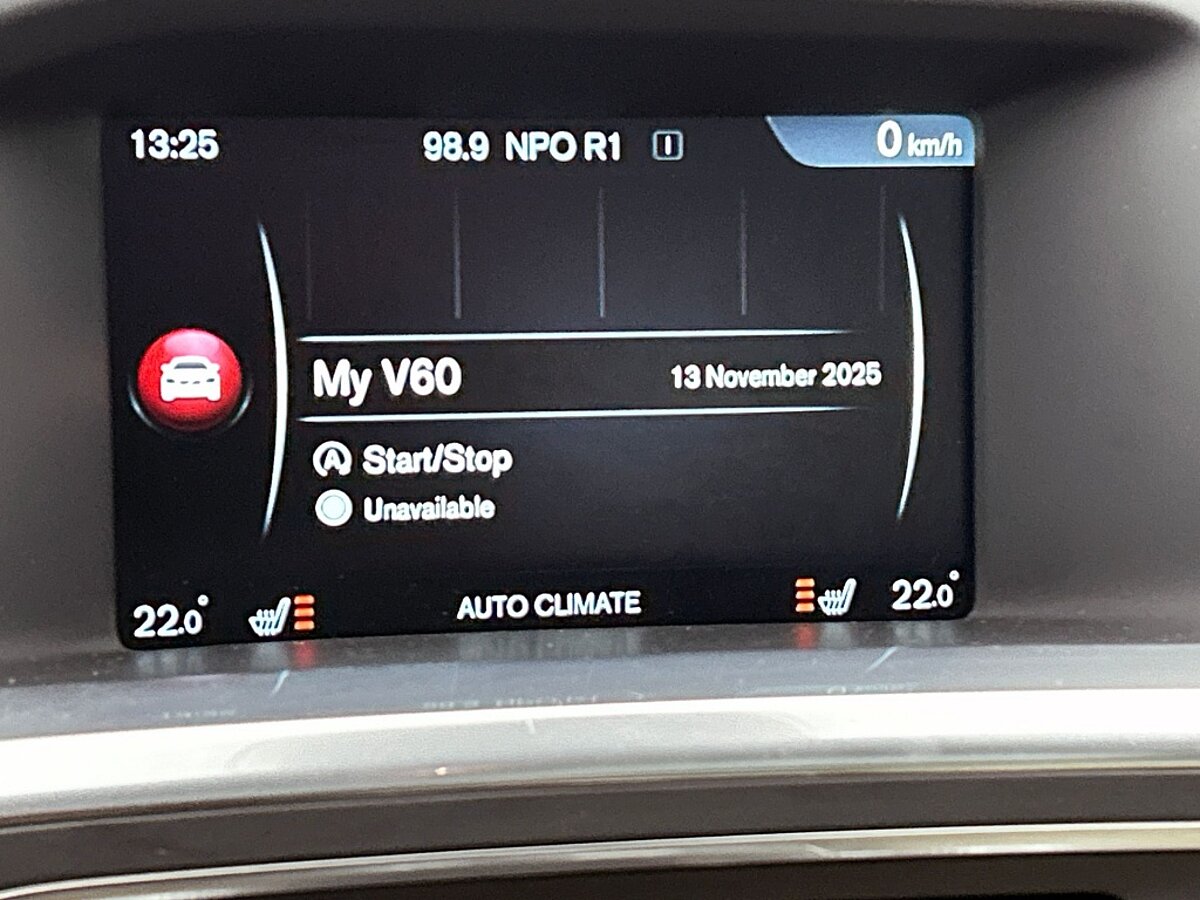 13:25 98.9 NPO R1 0 km/h
My V60 13 November 2025
A Start/Stop
Unavailable
22.0° AUTO CLIMATE 22.0°